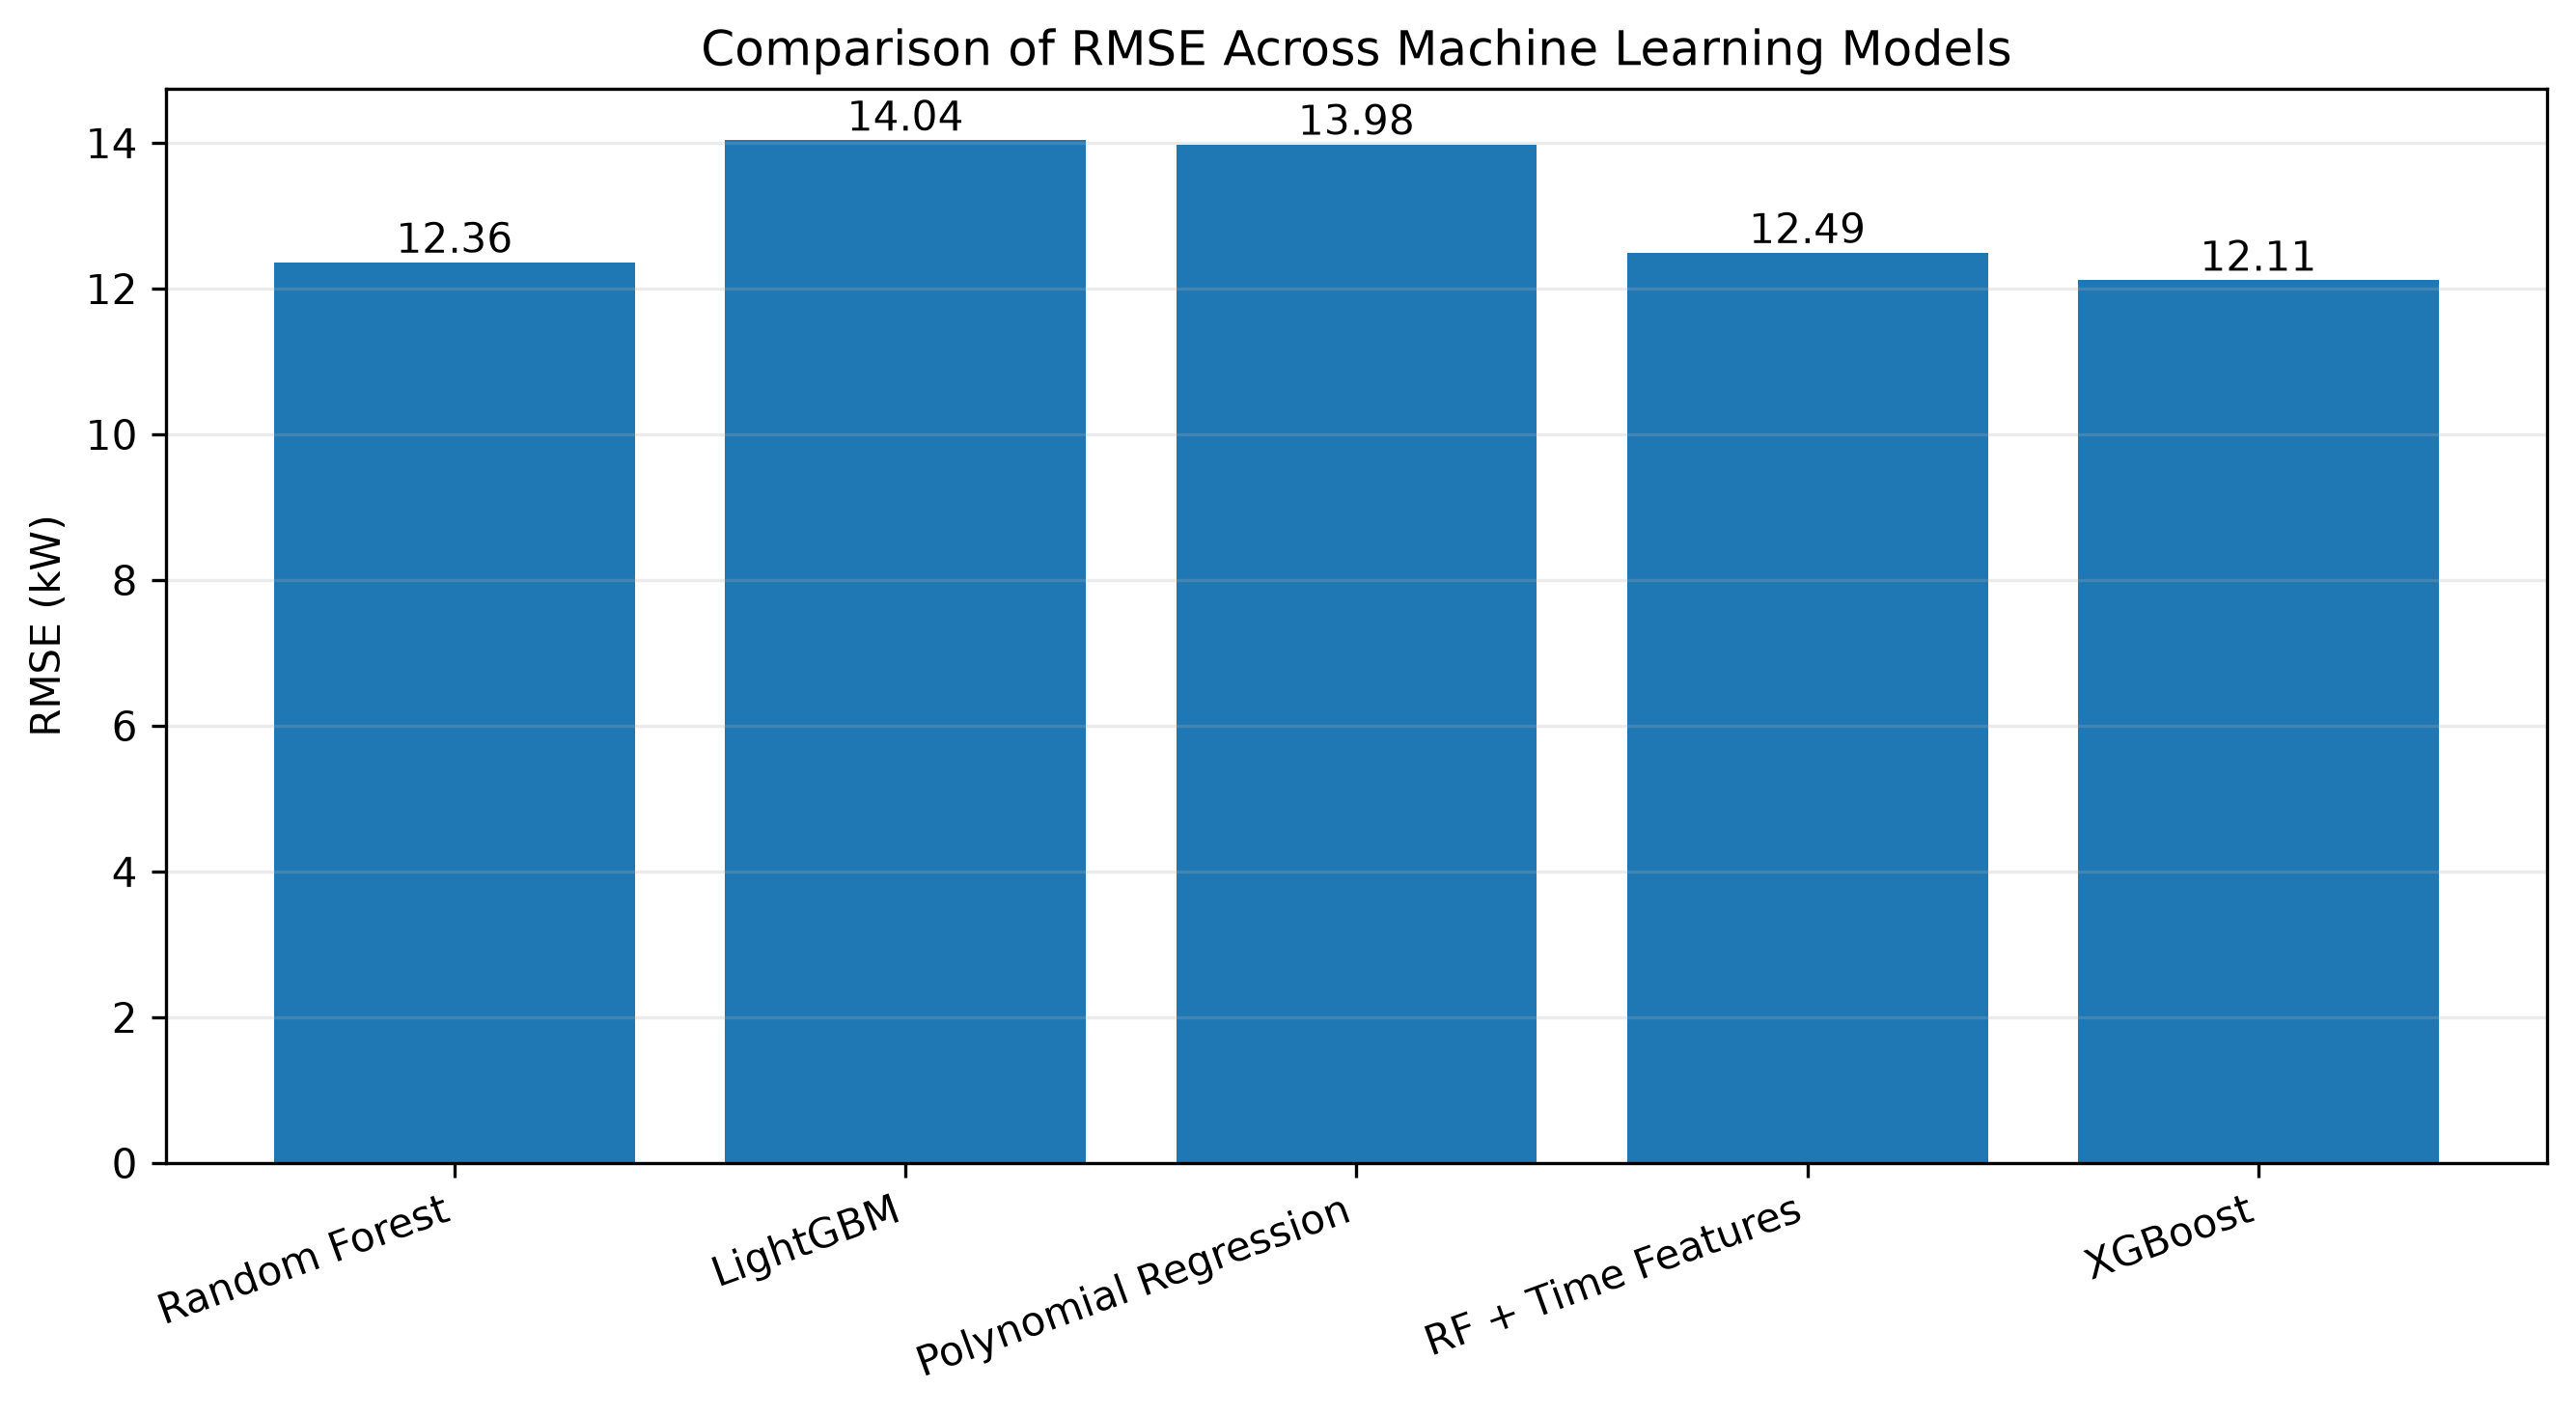 Comparison of RMSE Across Machine Learning Models
RMSE (kW)
14
12
10
8
6
4
2
0
12.36
14.04
13.98
12.49
12.11
Random Forest
LightGBM
Polynomial Regression
RF + Time Features
XGBoost